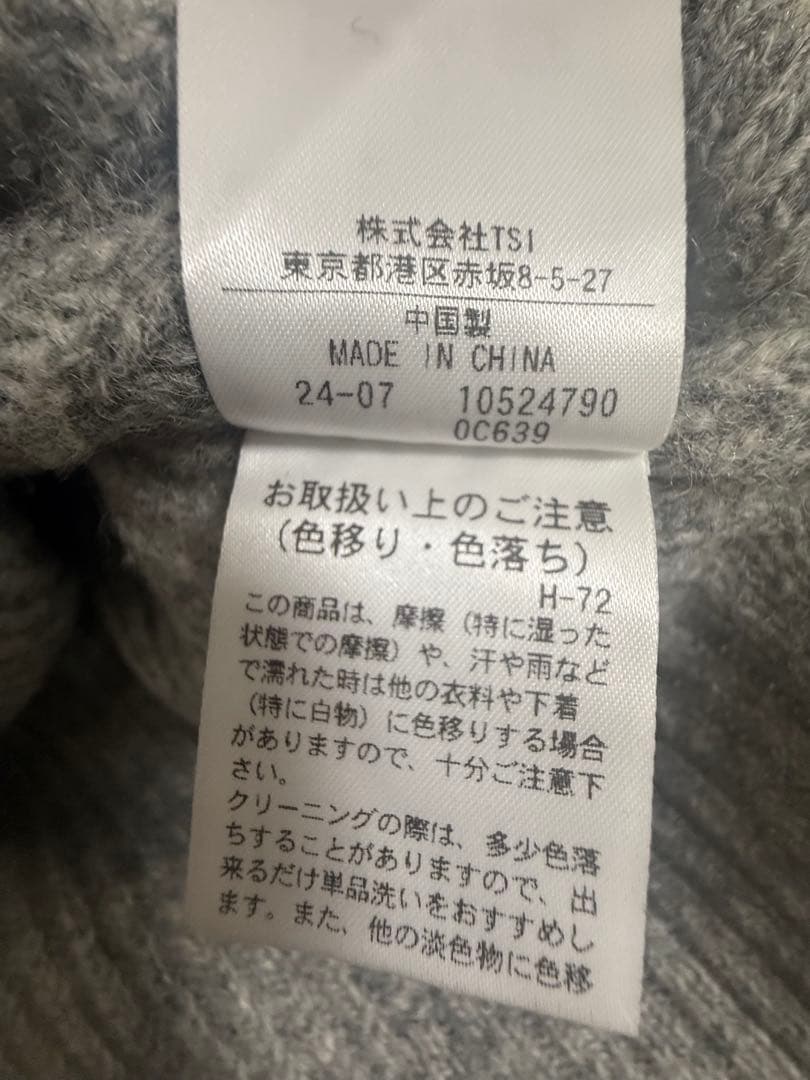 株式会社TSI
東京都港区赤坂8-5-27
中国製
MADE IN CHINA
24-07 10524790
0C639
お取扱い上のご注意
(色移り・色落ち)
H-72
この商品は、摩擦(特に湿った
状態での摩擦)や、汗や雨など
で濡れた時は他の衣料や下着
(特に白物)に色移りする場合
がありますので、十分ご注意下
さい。
クリーニングの際は、多少色落
ちすることがありますので、出
来るだけ単品洗いをおすすめし
ます。また、他の淡色物に色移